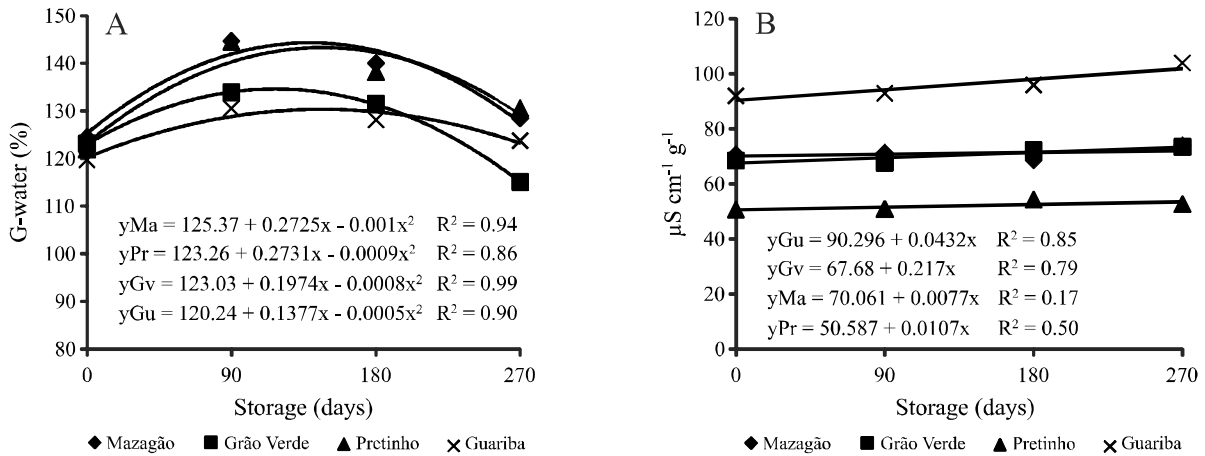 A
G-water (%)
150
140
130
120
110
100
90
80
yMa = 125.37 + 0.2725x - 0.001x² R² = 0.94
yPr = 123.26 + 0.2731x - 0.0009x² R² = 0.86
yGv = 123.03 + 0.1974x - 0.0008x² R² = 0.99
yGu = 120.24 + 0.1377x - 0.0005x² R² = 0.90
0 90 180 270
Storage (days)
Mazagão Grão Verde Pretinho Guariba
B
µS cm⁻¹ g⁻¹
120
100
80
60
40
20
0
yGu = 90.296 + 0.0432x R² = 0.85
yGv = 67.68 + 0.217x R² = 0.79
yMa = 70.061 + 0.0077x R² = 0.17
yPr = 50.587 + 0.0107x R² = 0.50
0 90 180 270
Storage (days)
Mazagão Grão Verde Pretinho Guariba